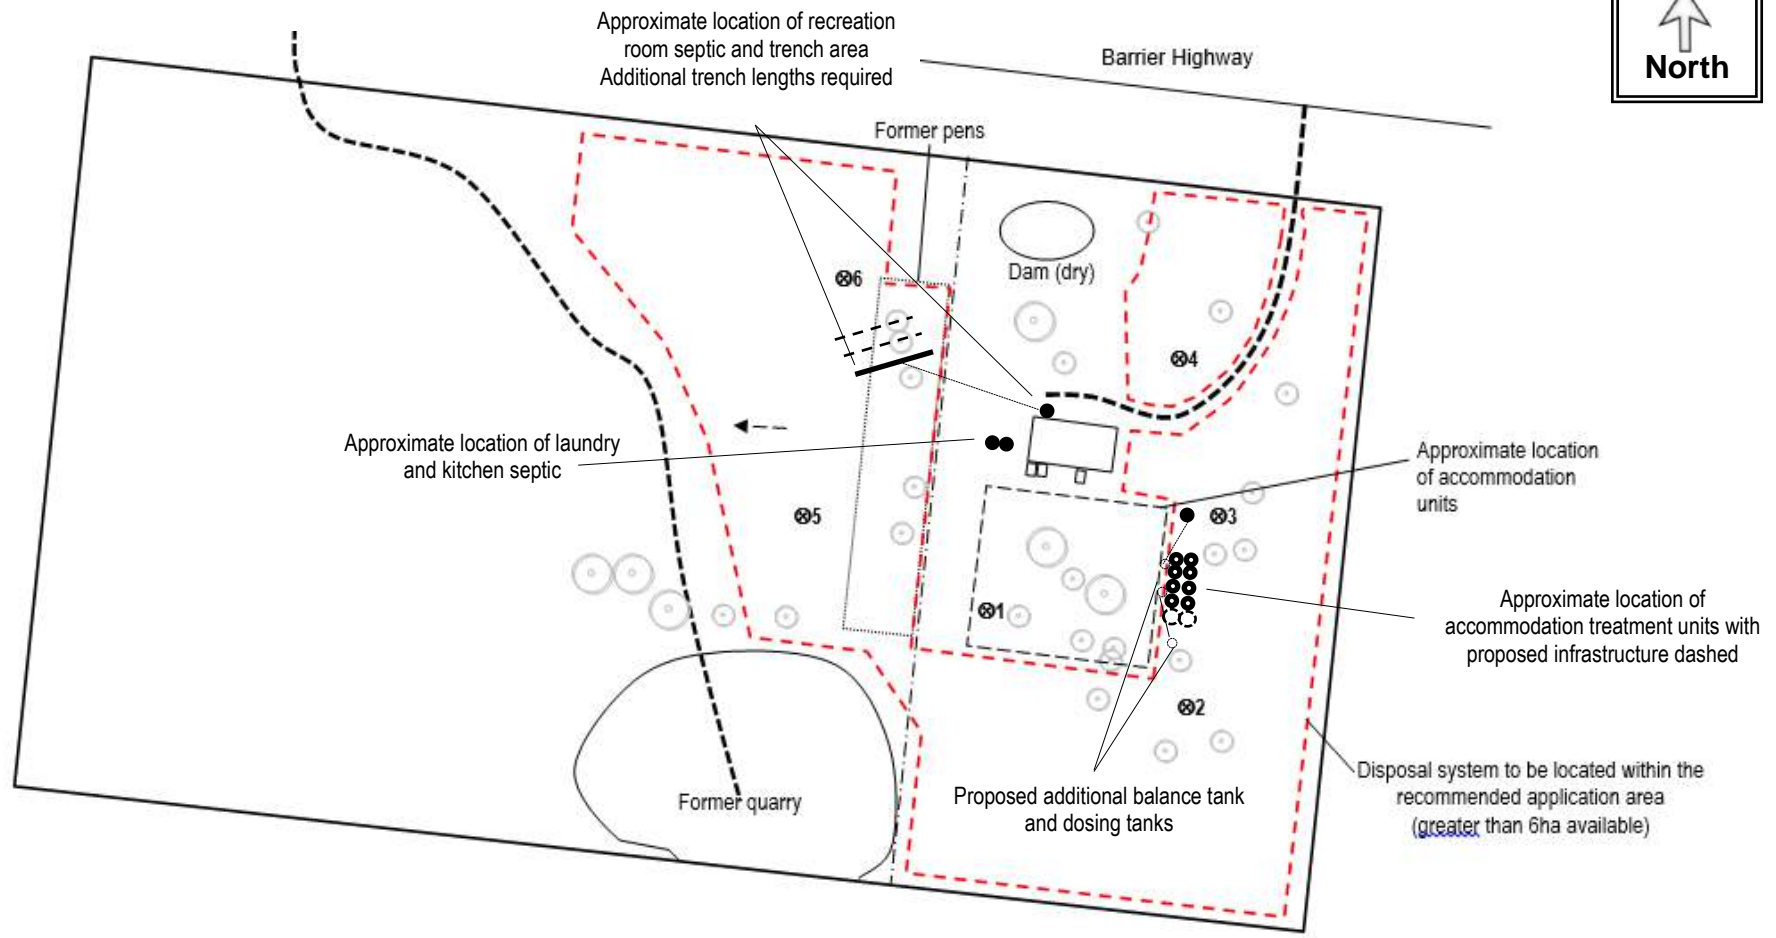 Approximate location of recreation
room septic and trench area
Additional trench lengths required
Barrier Highway
North
Former pens
Dam (dry)
⊗6
⊗4
Approximate location of laundry
and kitchen septic
Approximate location
of accommodation
units
⊗5
⊗3
⊗1
Approximate location of
accommodation treatment units with
proposed infrastructure dashed
⊗2
Former quarry
Proposed additional balance tank
and dosing tanks
Disposal system to be located within the
recommended application area
(greater than 6ha available)